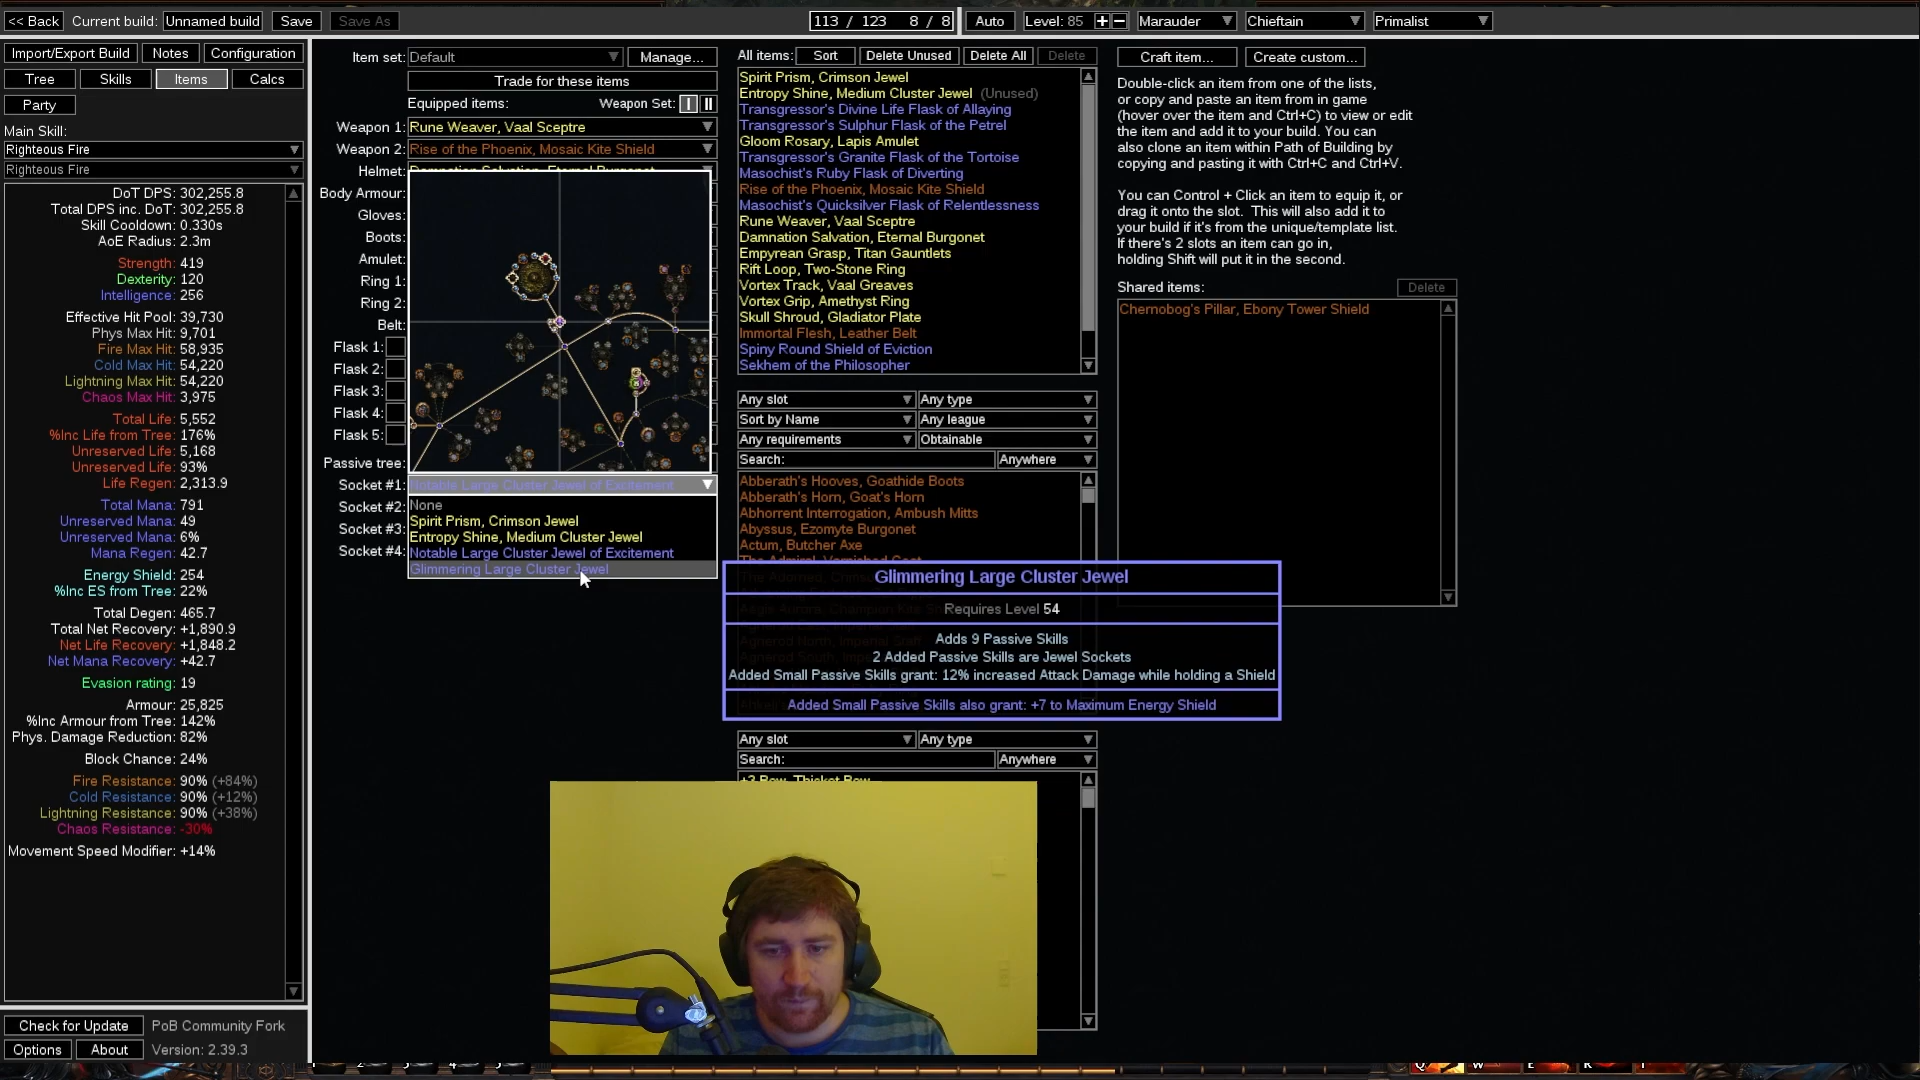 << Back
Current build:
Unnamed build
Save
Save As
113 / 123 8 / 8
Auto
Level: 85
Marauder
Chieftain
Primalist
Import/Export Build
Notes
Configuration
Tree
Skills
Items
Calcs
Party
Main Skill:
Righteous Fire
Righteous Fire
DoT DPS: 302,255.8
Total DPS inc. DoT: 302,255.8
Skill Cooldown: 0.330s
AoE Radius: 2.3m
Strength: 419
Dexterity: 120
Intelligence: 256
Effective Hit Pool: 39,730
Phys Max Hit: 9,701
Fire Max Hit: 58,935
Cold Max Hit: 54,220
Lightning Max Hit: 54,220
Chaos Max Hit: 3,975
Total Life: 5,552
%Inc Life from Tree: 176%
Unreserved Life: 5,168
Unreserved Life: 93%
Life Regen: 2,313.9
Total Mana: 791
Unreserved Mana: 49
Unreserved Mana: 6%
Mana Regen: 42.7
Energy Shield: 254
%Inc ES from Tree: 22%
Total Degen: 465.7
Total Net Recovery: +1,890.9
Net Life Recovery: +1,848.2
Net Mana Recovery: +42.7
Evasion rating: 19
Armour: 25,825
%Inc Armour from Tree: 142%
Phys. Damage Reduction: 82%
Block Chance: 24%
Fire Resistance: 90% (+84%)
Cold Resistance: 90% (+12%)
Lightning Resistance: 90% (+38%)
Chaos Resistance: -30%
Movement Speed Modifier: +14%
Check for Update
PoB Community Fork
Options
About
Version: 2.39.3
Item set:
Default
Manage...
Trade for these items
Equipped items:
Weapon Set:
I
II
Weapon 1: Rune Weaver, Vaal Sceptre
Weapon 2: Rise of the Phoenix, Mosaic Kite Shield
Helmet: Damnation Salvation, Eternal Burgonet
Body Armour:
Gloves:
Boots:
Amulet:
Ring 1:
Ring 2:
Belt:
Flask 1:
Flask 2:
Flask 3:
Flask 4:
Flask 5:
Passive tree:
Socket #1: Notable Large Cluster Jewel of Excitement
Socket #2:
Socket #3:
Socket #4:
None
Spirit Prism, Crimson Jewel
Entropy Shine, Medium Cluster Jewel
Notable Large Cluster Jewel of Excitement
Glimmering Large Cluster Jewel
All items:
Sort
Delete Unused
Delete All
Delete
Spirit Prism, Crimson Jewel
Entropy Shine, Medium Cluster Jewel (Unused)
Transgressor's Divine Life Flask of Allaying
Transgressor's Sulphur Flask of the Petrel
Gloom Rosary, Lapis Amulet
Transgressor's Granite Flask of the Tortoise
Masochist's Ruby Flask of Diverting
Rise of the Phoenix, Mosaic Kite Shield
Masochist's Quicksilver Flask of Relentlessness
Rune Weaver, Vaal Sceptre
Damnation Salvation, Eternal Burgonet
Empyrean Grasp, Titan Gauntlets
Rift Loop, Two-Stone Ring
Vortex Track, Vaal Greaves
Vortex Grip, Amethyst Ring
Skull Shroud, Gladiator Plate
Immortal Flesh, Leather Belt
Spiny Round Shield of Eviction
Sekhem of the Philosopher
Any slot
Any type
Sort by Name
Any league
Any requirements
Obtainable
Search:
Anywhere
Abberath's Hooves, Goathide Boots
Abberath's Horn, Goat's Horn
Abhorrent Interrogation, Ambush Mitts
Abyssus, Ezomyte Burgonet
Actum, Butcher Axe
Glimmering Large Cluster Jewel
Requires Level 54
Adds 9 Passive Skills
2 Added Passive Skills are Jewel Sockets
Added Small Passive Skills grant: 12% increased Attack Damage while holding a Shield
Added Small Passive Skills also grant: +7 to Maximum Energy Shield
Any slot
Any type
Search:
Anywhere
+3 Bow, Thicket Bow
Craft item...
Create custom...
Double-click an item from one of the lists,
or copy and paste an item from in game
(hover over the item and Ctrl+C) to view or edit
the item and add it to your build. You can
also clone an item within Path of Building by
copying and pasting it with Ctrl+C and Ctrl+V.
You can Control + Click an item to equip it, or
drag it onto the slot. This will also add it to
your build if it's from the unique/template list.
If there's 2 slots an item can go in,
holding Shift will put it in the second.
Shared items:
Delete
Chernobog's Pillar, Ebony Tower Shield